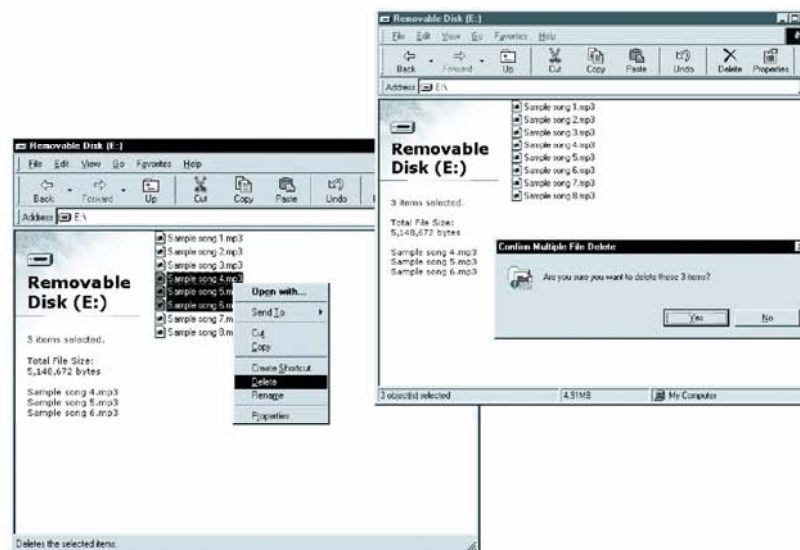 Removable Disk (E:)
File Edit View Go Favorites Help
Back Forward Up Cut Copy Paste Undo
Address E:\
Removable
Disk (E:)
3 items selected.
Total File Size:
5,148,672 bytes
Sample song 4.mp3
Sample song 5.mp3
Sample song 6.mp3
Sample song 1.mp3
Sample song 2.mp3
Sample song 3.mp3
Sample song 4.mp3
Sample song 5.m
Sample song 6.m
Sample song 7.m
Sample song 8.m
Open with...
Send To
Cut
Copy
Create Shortcut
Delete
Rename
Properties
Deletes the selected items.
Removable Disk (E:)
File Edit View Go Favorites Help
Back Forward Up Cut Copy Paste Undo Delete Properties
Address E:\
Removable
Disk (E:)
3 items selected.
Total File Size:
5,148,672 bytes
Sample song 4.mp3
Sample song 5.mp3
Sample song 6.mp3
Sample song 1.mp3
Sample song 2.mp3
Sample song 3.mp3
Sample song 4.mp3
Sample song 5.mp3
Sample song 6.mp3
Sample song 7.mp3
Sample song 8.mp3
Confirm Multiple File Delete
Are you sure you want to delete these 3 items?
Yes No
3 object(s) selected 4.91MB My Computer